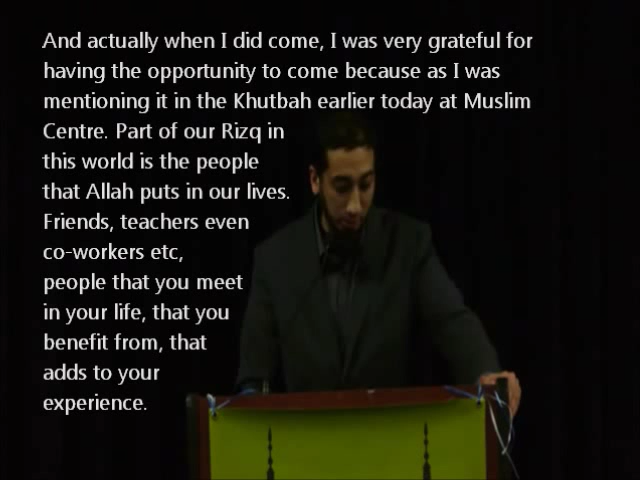 And actually when I did come, I was very grateful for
having the opportunity to come because as I was
mentioning it in the Khutbah earlier today at Muslim
Centre. Part of our Rizq in
this world is the people
that Allah puts in our lives.
Friends, teachers even
co-workers etc,
people that you meet
in your life, that you
benefit from, that
adds to your
experience.